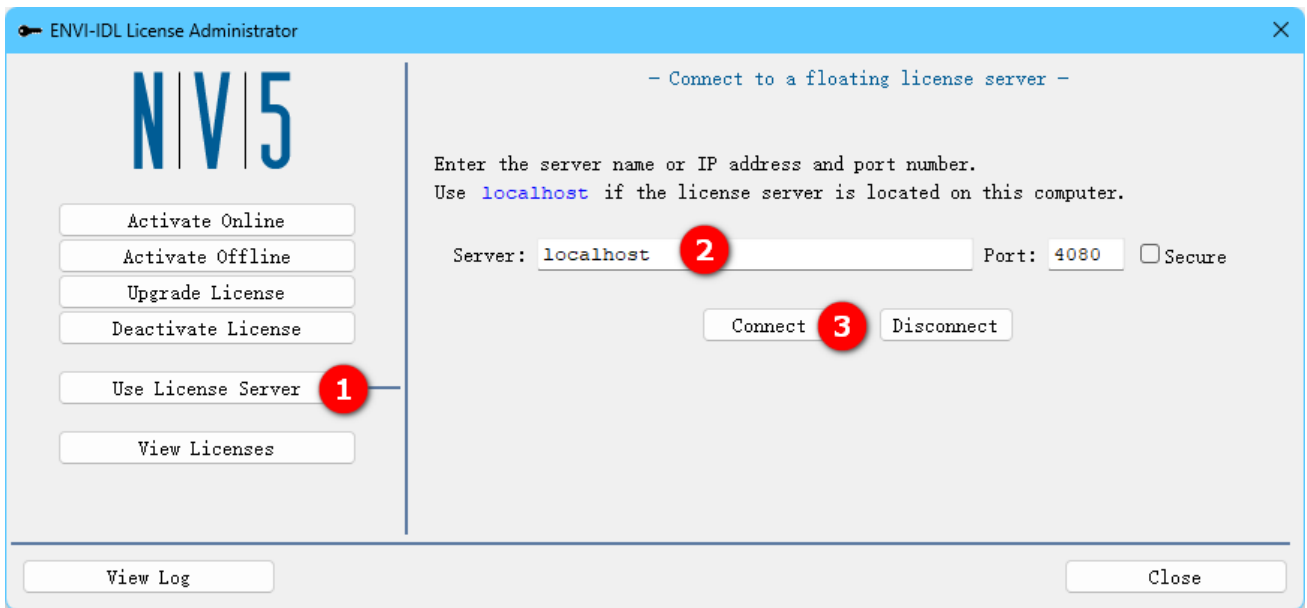 ENVI-IDL License Administrator
N|V|5
Activate Online
Activate Offline
Upgrade License
Deactivate License
Use License Server 1
View Licenses
- Connect to a floating license server -
Enter the server name or IP address and port number.
Use localhost if the license server is located on this computer.
Server: localhost 2 Port: 4080 Secure
Connect 3 Disconnect
View Log Close